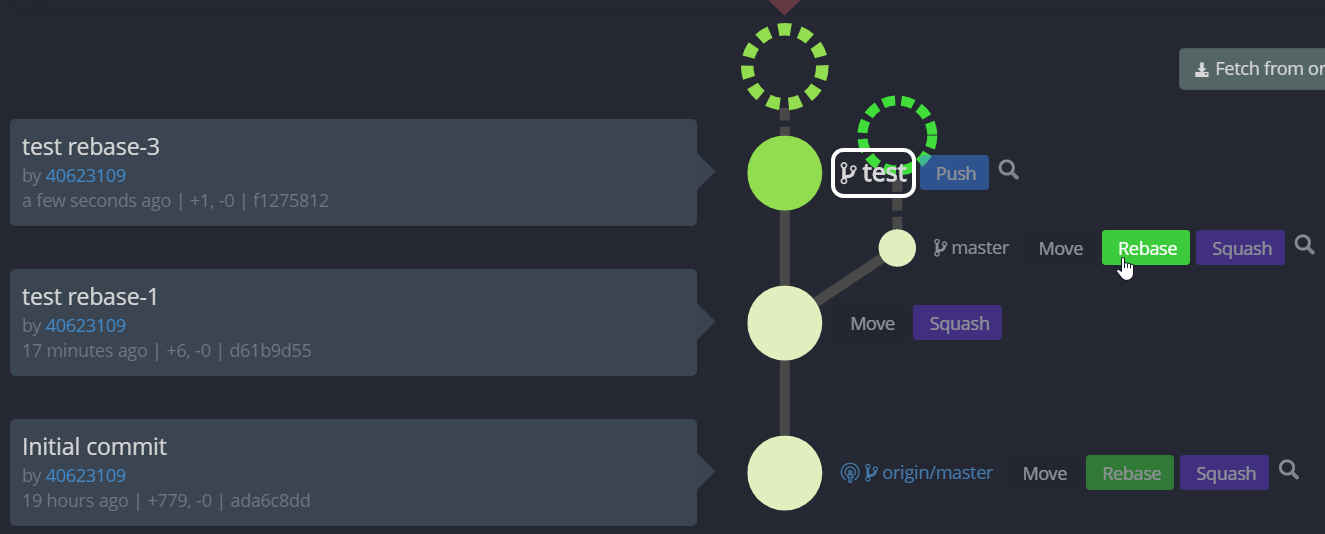 Fetch from or
test rebase-3
by 40623109
a few seconds ago | +1, -0 | f1275812
test Push
master Move Rebase Squash
test rebase-1
by 40623109
17 minutes ago | +6, -0 | d61b9d55
Move Squash
Initial commit
by 40623109
19 hours ago | +779, -0 | ada6c8dd
origin/master Move Rebase Squash